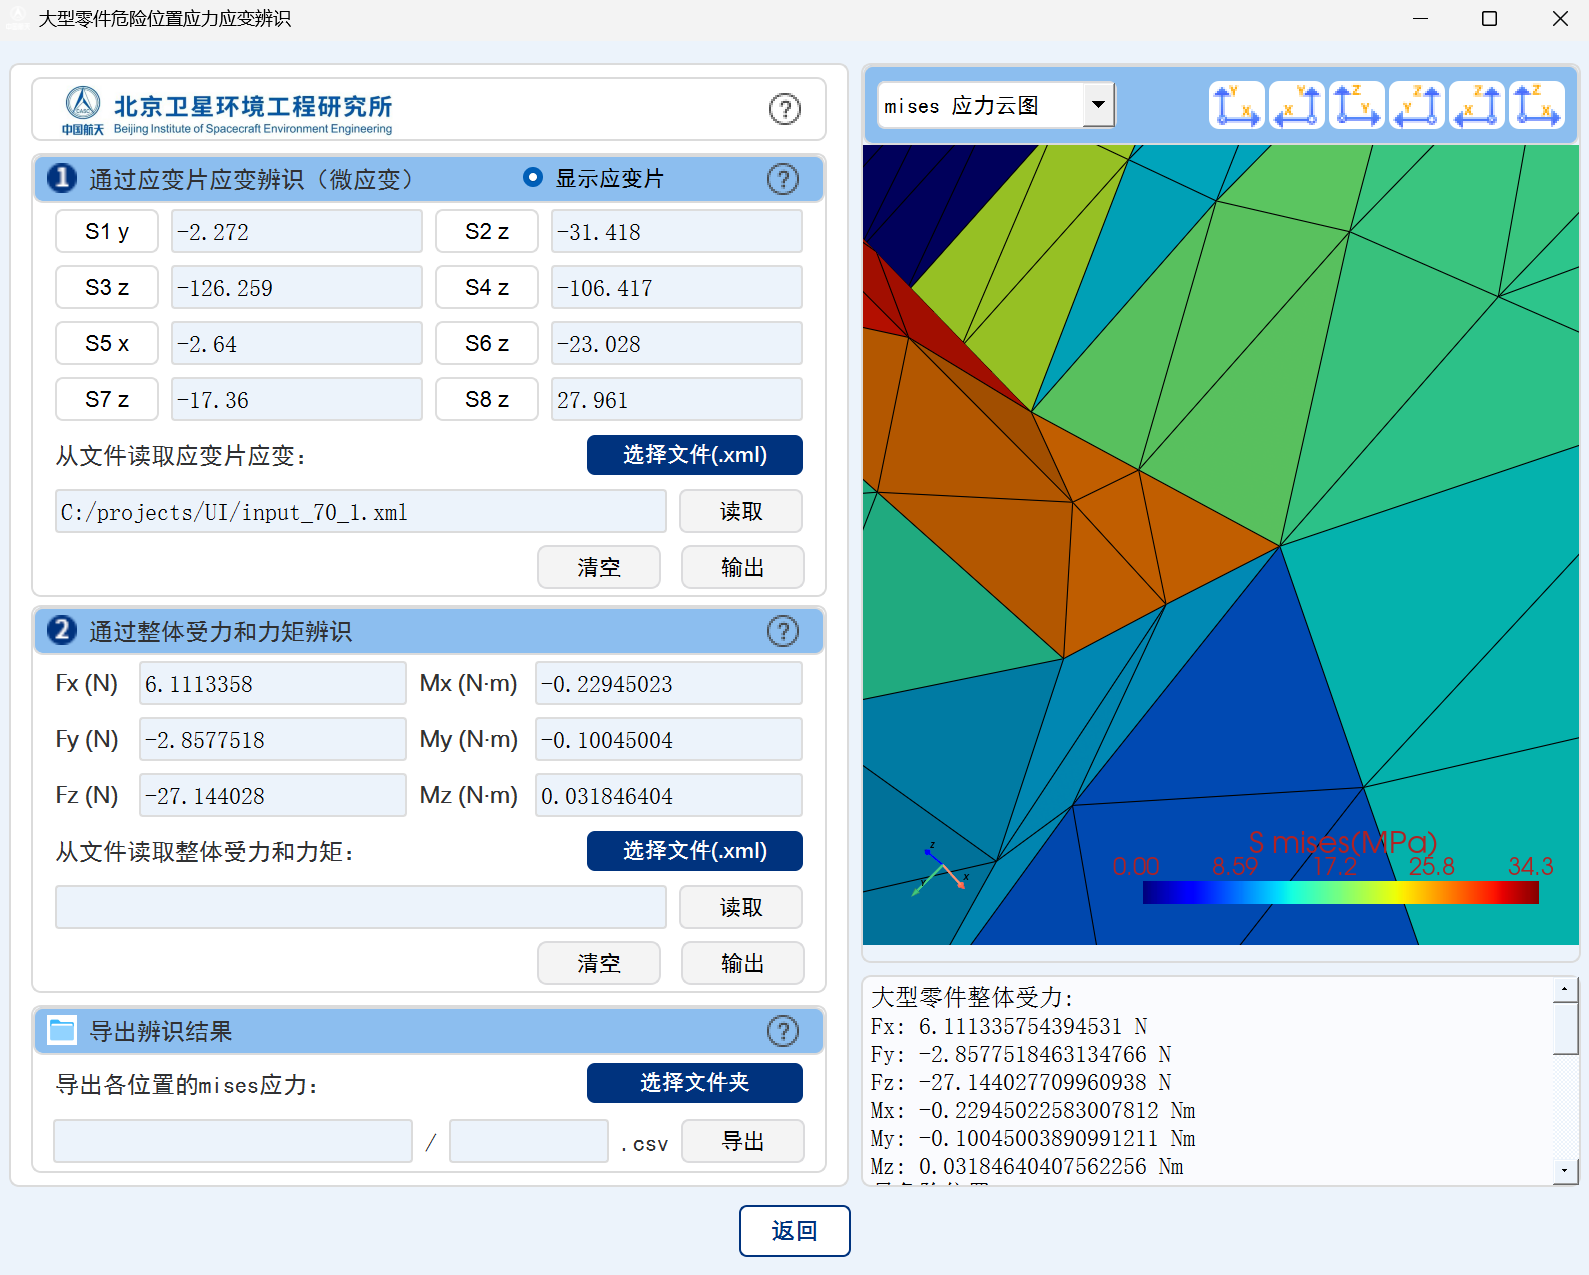 大型零件危险位置应力应变辨识
中国航天
北京卫星环境工程研究所
Beijing Institute of Spacecraft Environment Engineering
?
1 通过应变片应变辨识（微应变） 显示应变片 ?
S1 y -2.272 S2 z -31.418
S3 z -126.259 S4 z -106.417
S5 x -2.64 S6 z -23.028
S7 z -17.36 S8 z 27.961
从文件读取应变片应变： 选择文件(.xml)
C:/projects/UI/input_70_1.xml 读取
清空 输出
2 通过整体受力和力矩辨识 ?
Fx (N) 6.1113358 Mx (N·m) -0.22945023
Fy (N) -2.8577518 My (N·m) -0.10045004
Fz (N) -27.144028 Mz (N·m) 0.031846404
从文件读取整体受力和力矩： 选择文件(.xml)
读取
清空 输出
导出辨识结果 ?
导出各位置的mises应力： 选择文件夹
/ .csv 导出
mises 应力云图
Y X Y X Z Y Z Y Z X Z X
S mises(MPa)
0.00 8.59 17.2 25.8 34.3
z x
大型零件整体受力:
Fx: 6.111335754394531 N
Fy: -2.8577518463134766 N
Fz: -27.144027709960938 N
Mx: -0.22945022583007812 Nm
My: -0.10045003890991211 Nm
Mz: 0.03184640407562256 Nm
返回